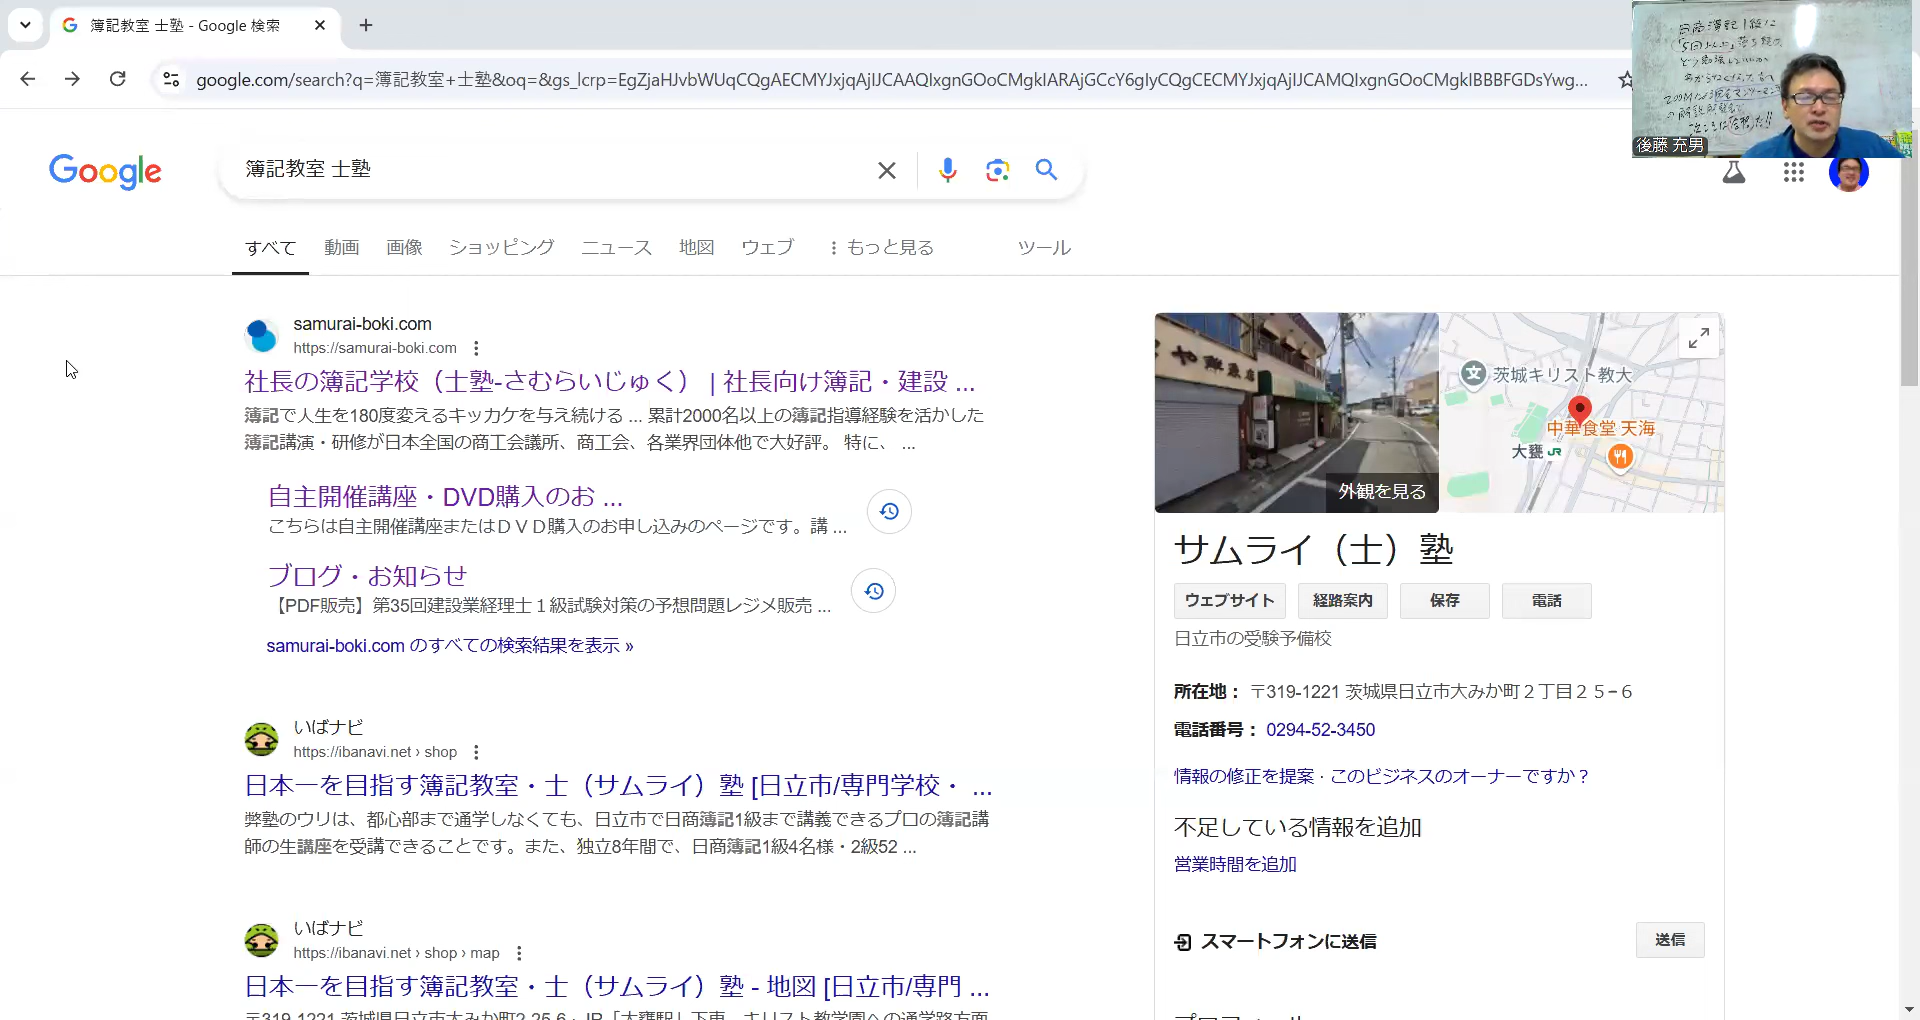 簿記教室 士塾 - Google 検索
google.com/search?q=簿記教室+士塾&oq=&gs_lcrp=EgZjaHJvbWUqCQgAECMYJxjqAjIJCAAQIxgnGOoCMgkIARAjGCcY6gIyCQgCECMYJxjqAjIJCAMQIxgnGOoCMgkIBBBFGDsYwg...
日商簿記1級に
後藤 充男
Google
簿記教室 士塾
すべて 動画 画像 ショッピング ニュース 地図 ウェブ もっと見る ツール
samurai-boki.com
https://samurai-boki.com
社長の簿記学校（士塾-さむらいじゅく） | 社長向け簿記・建設 ...
簿記で人生を180度変えるキッカケを与え続ける ... 累計2000名以上の簿記指導経験を活かした
簿記講演・研修が日本全国の商工会議所、商工会、各業界団体他で大好評。 特に、 ...
自主開催講座・DVD購入のお ...
こちらは自主開催講座またはＤＶＤ購入のお申し込みのページです。講 ...
ブログ・お知らせ
【PDF販売】第35回建設業経理士１級試験対策の予想問題レジメ販売 ...
samurai-boki.com のすべての検索結果を表示 »
いばナビ
https://ibanavi.net › shop
日本一を目指す簿記教室・士（サムライ）塾 [日立市/専門学校・ ...
弊塾のウリは、都心部まで通学しなくても、日立市で日商簿記1級まで講義できるプロの簿記講
師の生講座を受講できることです。また、独立8年間で、日商簿記1級4名様・2級52 ...
いばナビ
https://ibanavi.net › shop › map
日本一を目指す簿記教室・士（サムライ）塾 - 地図 [日立市/専門 ...
外観を見る
茨城キリスト教大
中華食堂 天海
大甕 JR
サムライ（士）塾
ウェブサイト 経路案内 保存 電話
日立市の受験予備校
所在地： 〒319-1221 茨城県日立市大みか町２丁目２５−６
電話番号： 0294-52-3450
情報の修正を提案 · このビジネスのオーナーですか？
不足している情報を追加
営業時間を追加
スマートフォンに送信
送信